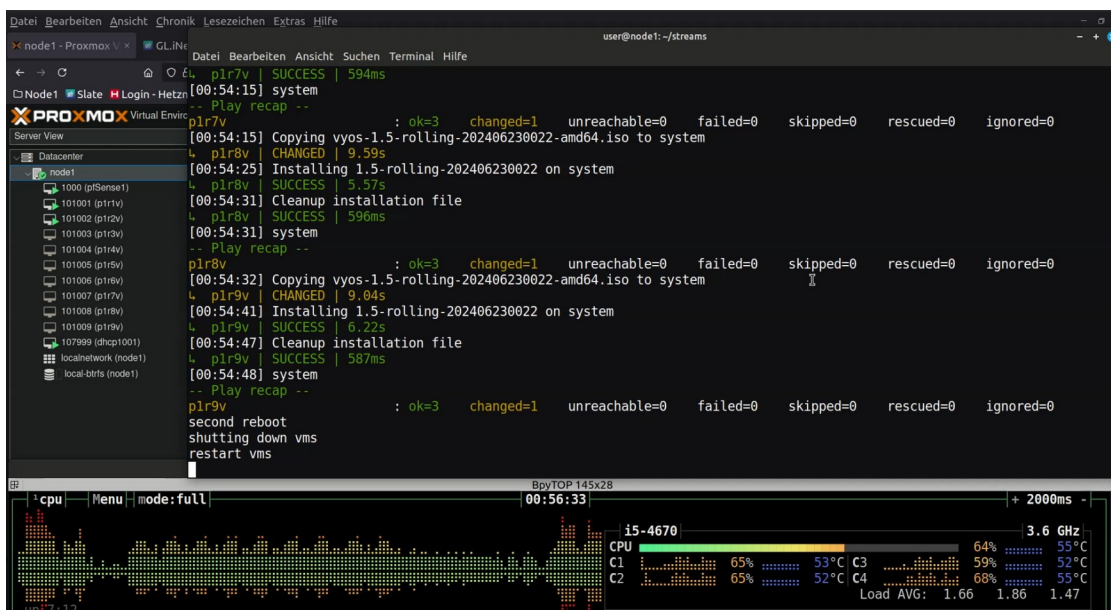 Datei Bearbeiten Ansicht Chronik Lesezeichen Extras Hilfe
node1 - Proxmox V
GL.iNe
Node1 Slate Login - Hetzn
PROXMOX Virtual Enviro
Server View
Datacenter
node1
1000 (pfSense1)
101001 (p1r1v)
101002 (p1r2v)
101003 (p1r3v)
101004 (p1r4v)
101005 (p1r5v)
101006 (p1r6v)
101007 (p1r7v)
101008 (p1r8v)
101009 (p1r9v)
107999 (dhcp1001)
localnetwork (node1)
local-btrfs (node1)
user@node1: ~/streams
Datei Bearbeiten Ansicht Suchen Terminal Hilfe
↳ p1r7v | SUCCESS | 594ms
[00:54:15] system
-- Play recap --
p1r7v : ok=3 changed=1 unreachable=0 failed=0 skipped=0 rescued=0 ignored=0
[00:54:15] Copying vyos-1.5-rolling-202406230022-amd64.iso to system
↳ p1r8v | CHANGED | 9.59s
[00:54:25] Installing 1.5-rolling-202406230022 on system
↳ p1r8v | SUCCESS | 5.57s
[00:54:31] Cleanup installation file
↳ p1r8v | SUCCESS | 596ms
[00:54:31] system
-- Play recap --
p1r8v : ok=3 changed=1 unreachable=0 failed=0 skipped=0 rescued=0 ignored=0
[00:54:32] Copying vyos-1.5-rolling-202406230022-amd64.iso to system
↳ p1r9v | CHANGED | 9.04s
[00:54:41] Installing 1.5-rolling-202406230022 on system
↳ p1r9v | SUCCESS | 6.22s
[00:54:47] Cleanup installation file
↳ p1r9v | SUCCESS | 587ms
[00:54:48] system
-- Play recap --
p1r9v : ok=3 changed=1 unreachable=0 failed=0 skipped=0 rescued=0 ignored=0
second reboot
shutting down vms
restart vms
BpyTOP 145x28
¹cpu Menu mode:full 00:56:33 + 2000ms -
i5-4670 3.6 GHz
CPU 64% 55°C
C1 65% 53°C C3 59% 52°C
C2 65% 52°C C4 68% 55°C
Load AVG: 1.66 1.86 1.47
up 7:12